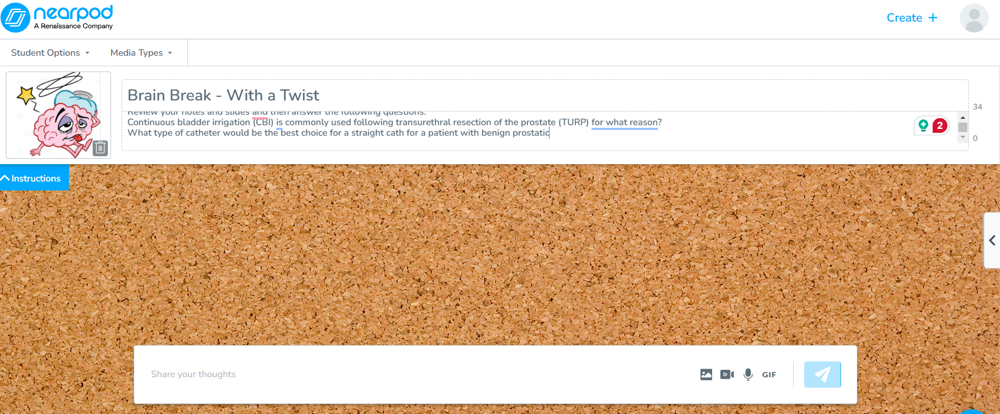 nearpod
A Renaissance Company
Create +
Student Options
Media Types
Brain Break - With a Twist
34
Review your notes and slides and then answer the following questions.
Continuous bladder irrigation (CBI) is commonly used following transurethral resection of the prostate (TURP) for what reason?
2
What type of catheter would be the best choice for a straight cath for a patient with benign prostatic
0
Instructions
Share your thoughts
GIF